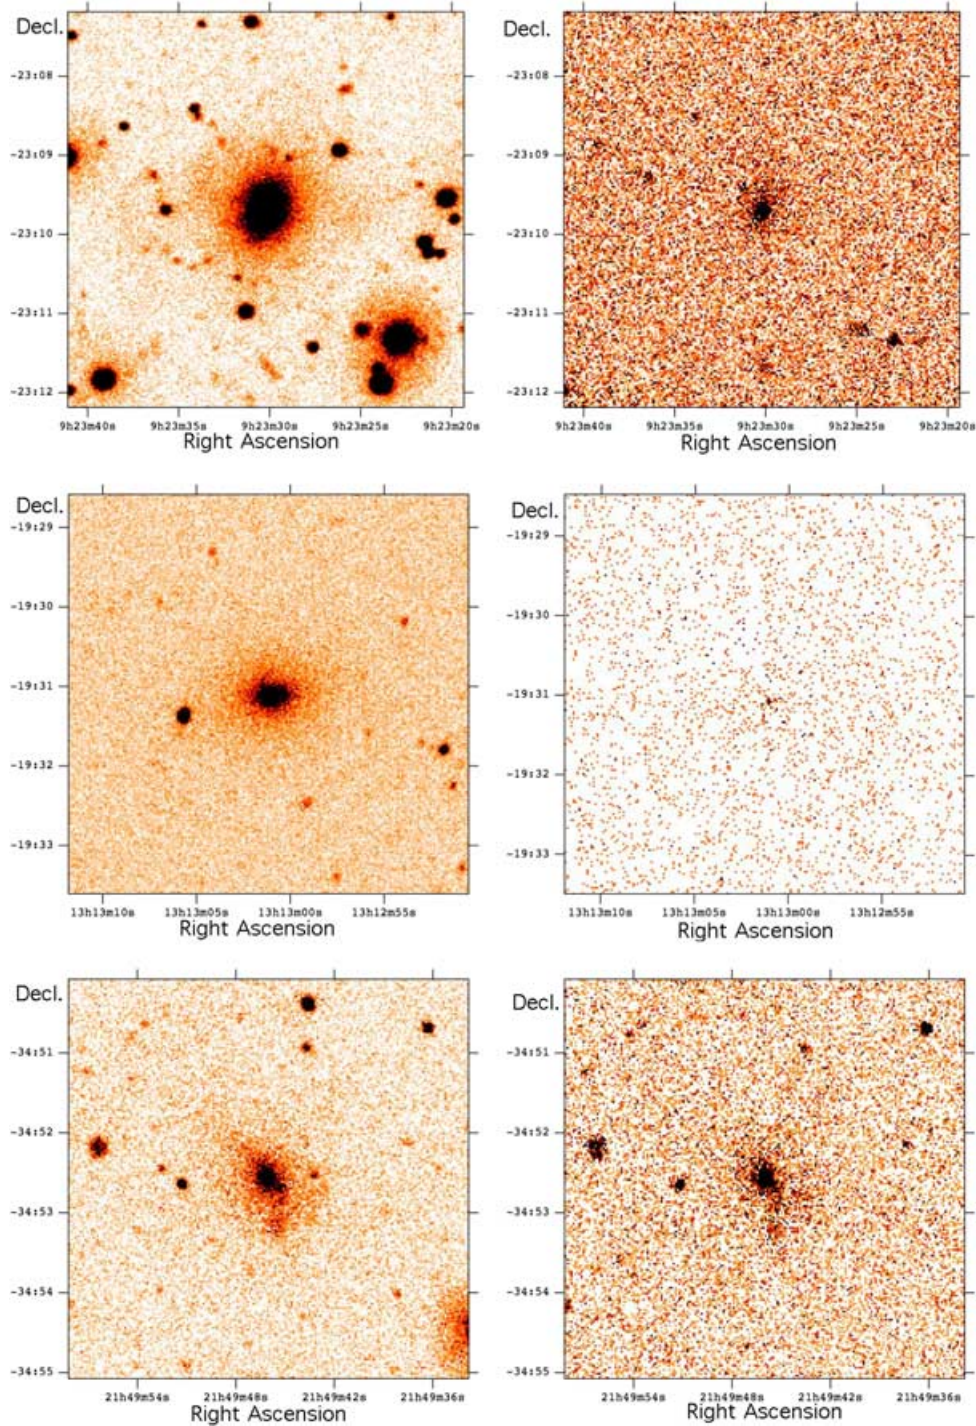 Decl. Decl.
-23:08 -23:08
-23:09 -23:09
-23:10 -23:10
-23:11 -23:11
-23:12 -23:12
9h23m40s 9h23m35s 9h23m30s 9h23m25s 9h23m20s 9h23m40s 9h23m35s 9h23m30s 9h23m25s 9h23m20s
Right Ascension Right Ascension
Decl. Decl.
-19:29 -19:29
-19:30 -19:30
-19:31 -19:31
-19:32 -19:32
-19:33 -19:33
13h13m10s 13h13m05s 13h13m00s 13h12m55s 13h13m10s 13h13m05s 13h13m00s 13h12m55s
Right Ascension Right Ascension
Decl. Decl.
-34:51 -34:51
-34:52 -34:52
-34:53 -34:53
-34:54 -34:54
-34:55 -34:55
21h49m54s 21h49m48s 21h49m42s 21h49m36s 21h49m54s 21h49m48s 21h49m42s 21h49m36s
Right Ascension Right Ascension